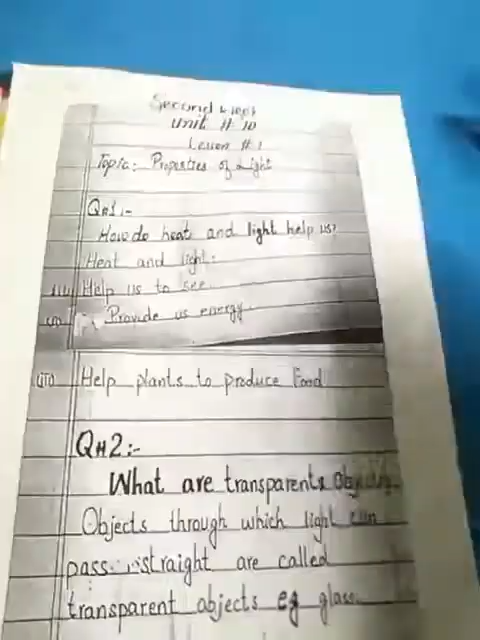 Second week
Unit # 10
Lesson # 1
Topic: Properties of Light
Q#1:-
How do heat and light help us?
Heat and light:
Help us to see.
Provide us energy.
(iii) Help plants to produce Food
Q#2:-
What are transparent
Objects through which light can
pass straight are called
transparent objects eg glass.